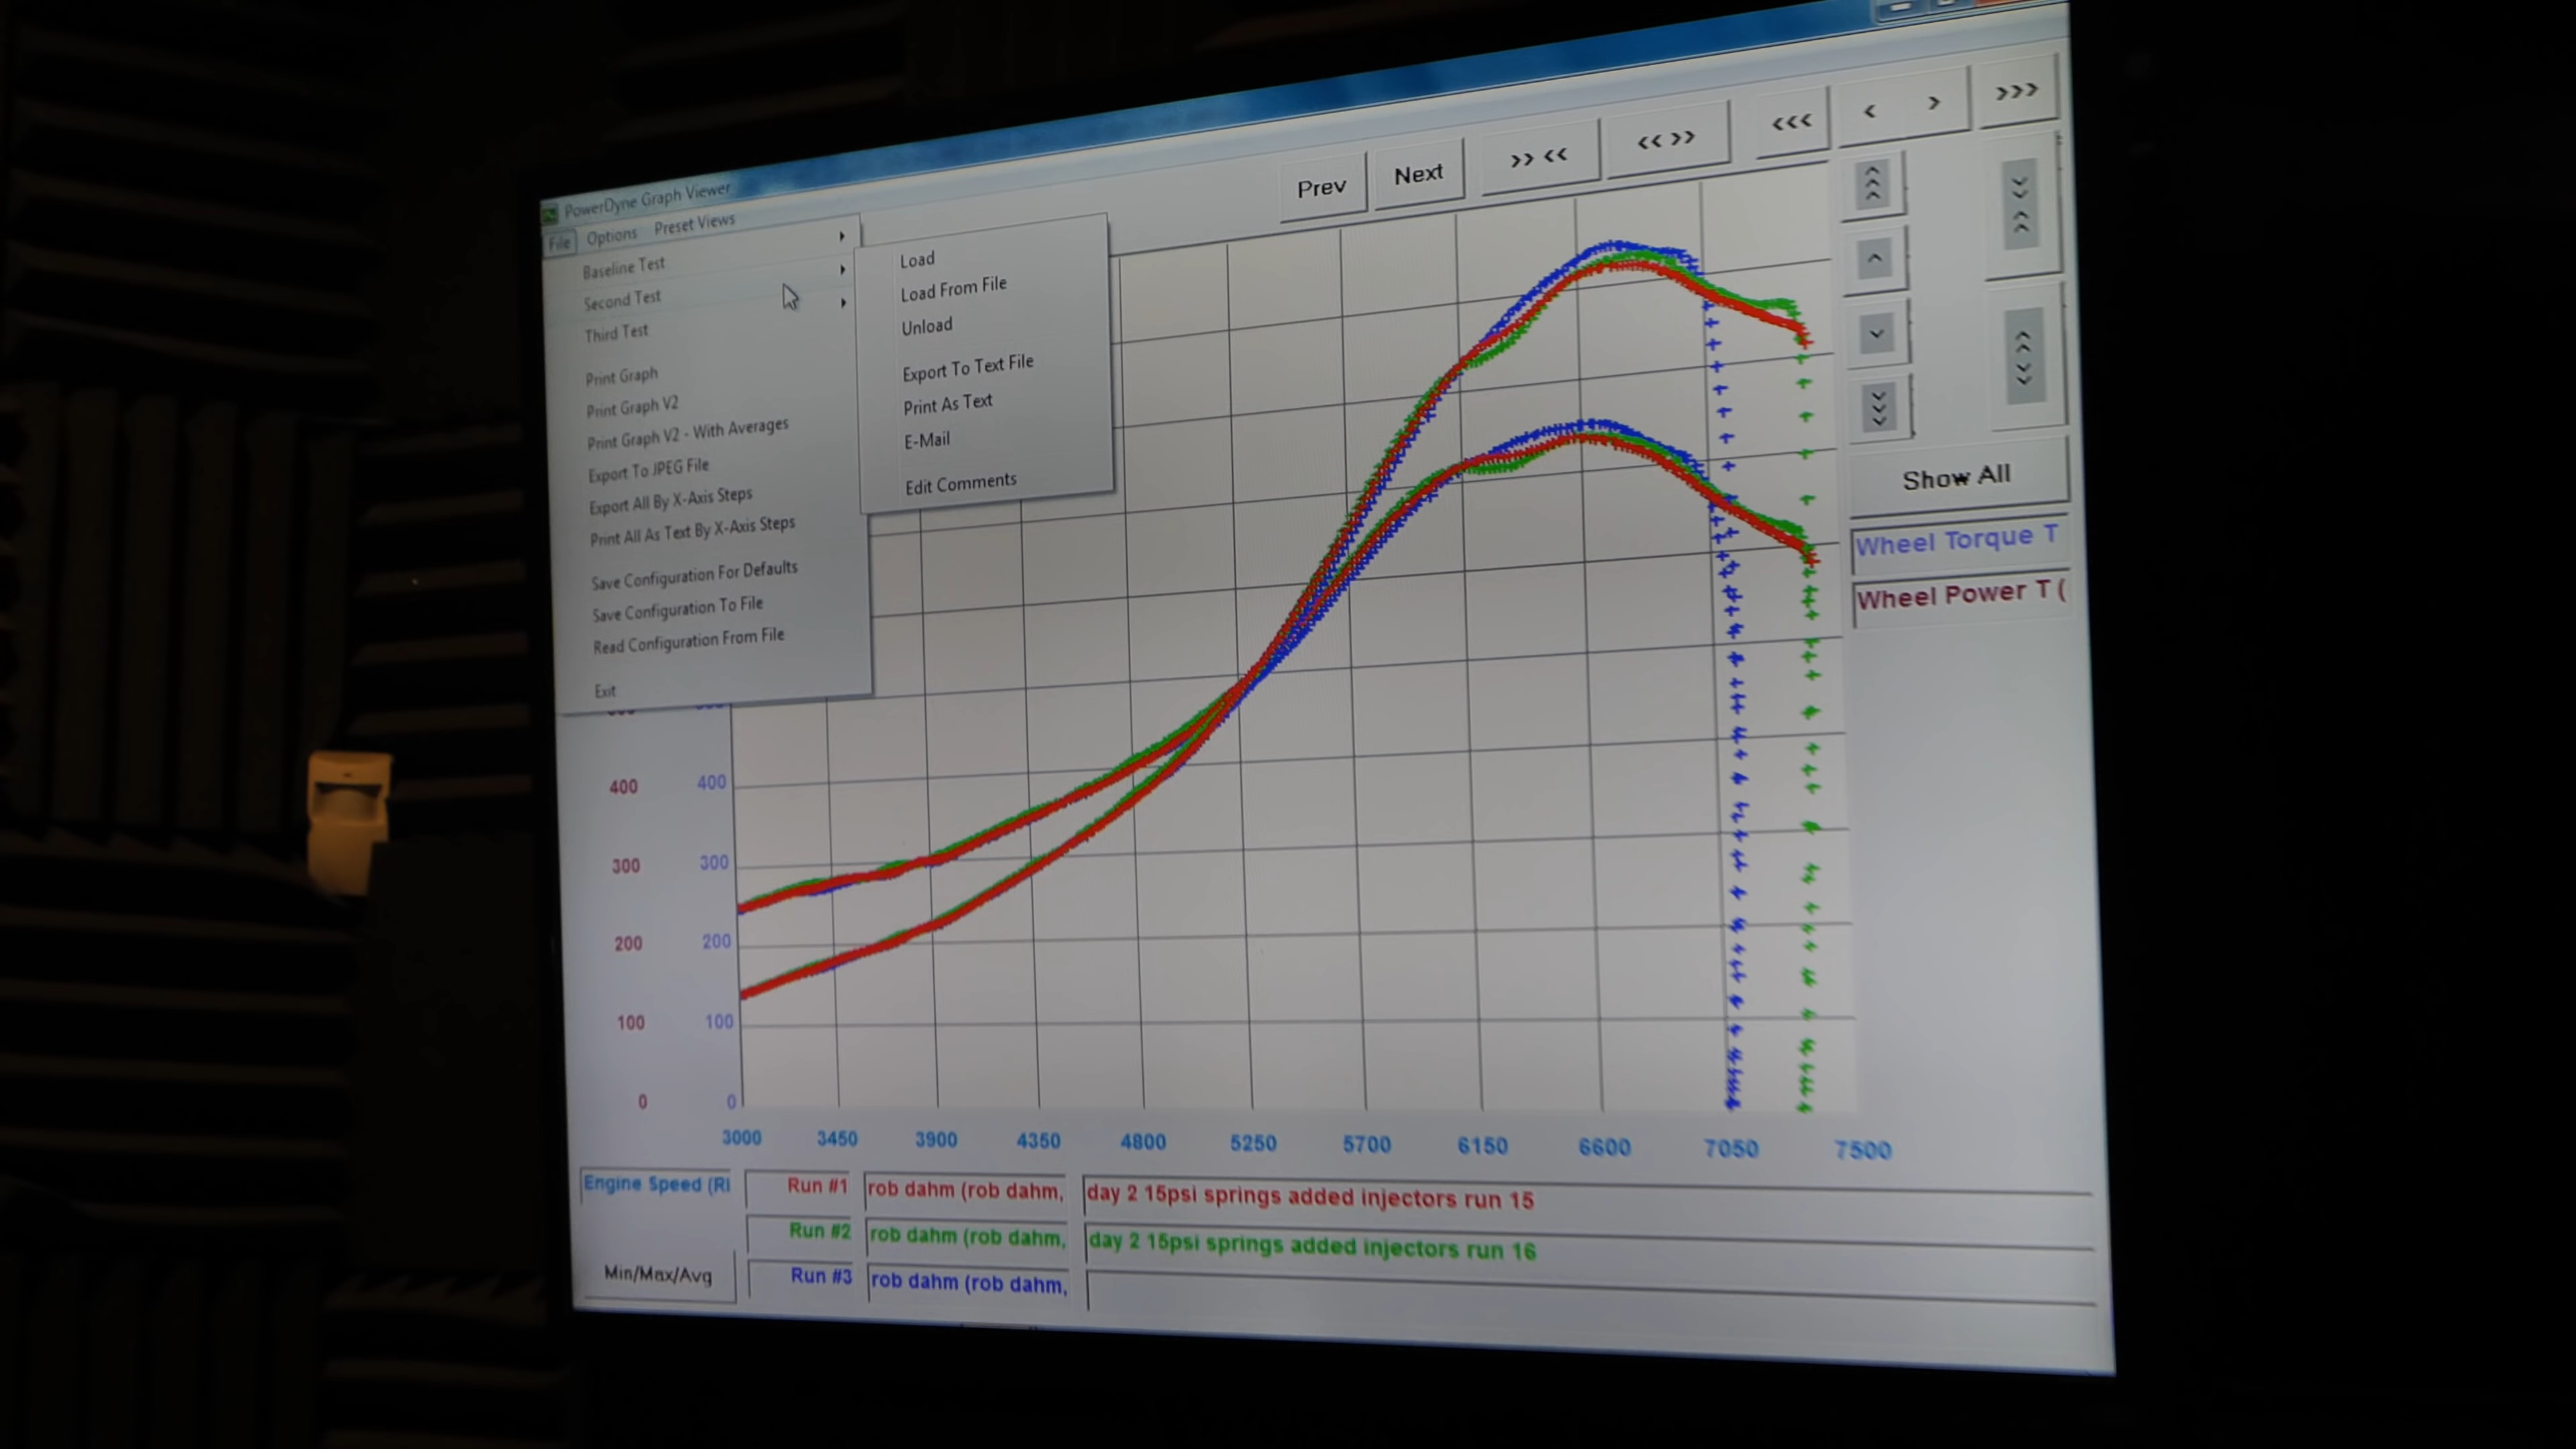 PowerDyne Graph Viewer
File Options Preset Views
Baseline Test
Second Test
Third Test
Print Graph
Print Graph V2
Print Graph V2 - With Averages
Export To JPEG File
Export All By X-Axis Steps
Print All As Text By X-Axis Steps
Save Configuration For Defaults
Save Configuration To File
Read Configuration From File
Exit
Load
Load From File
Unload
Export To Text File
Print As Text
E-Mail
Edit Comments
Prev Next >> << << >> <<< < > >>>
Show All
Wheel Torque T
Wheel Power T (
400 400
300 300
200 200
100 100
0 0
3000 3450 3900 4350 4800 5250 5700 6150 6600 7050 7500
Engine Speed (R
Run #1 rob dahm (rob dahm, day 2 15psi springs added injectors run 15
Run #2 rob dahm (rob dahm, day 2 15psi springs added injectors run 16
Min/Max/Avg Run #3 rob dahm (rob dahm,